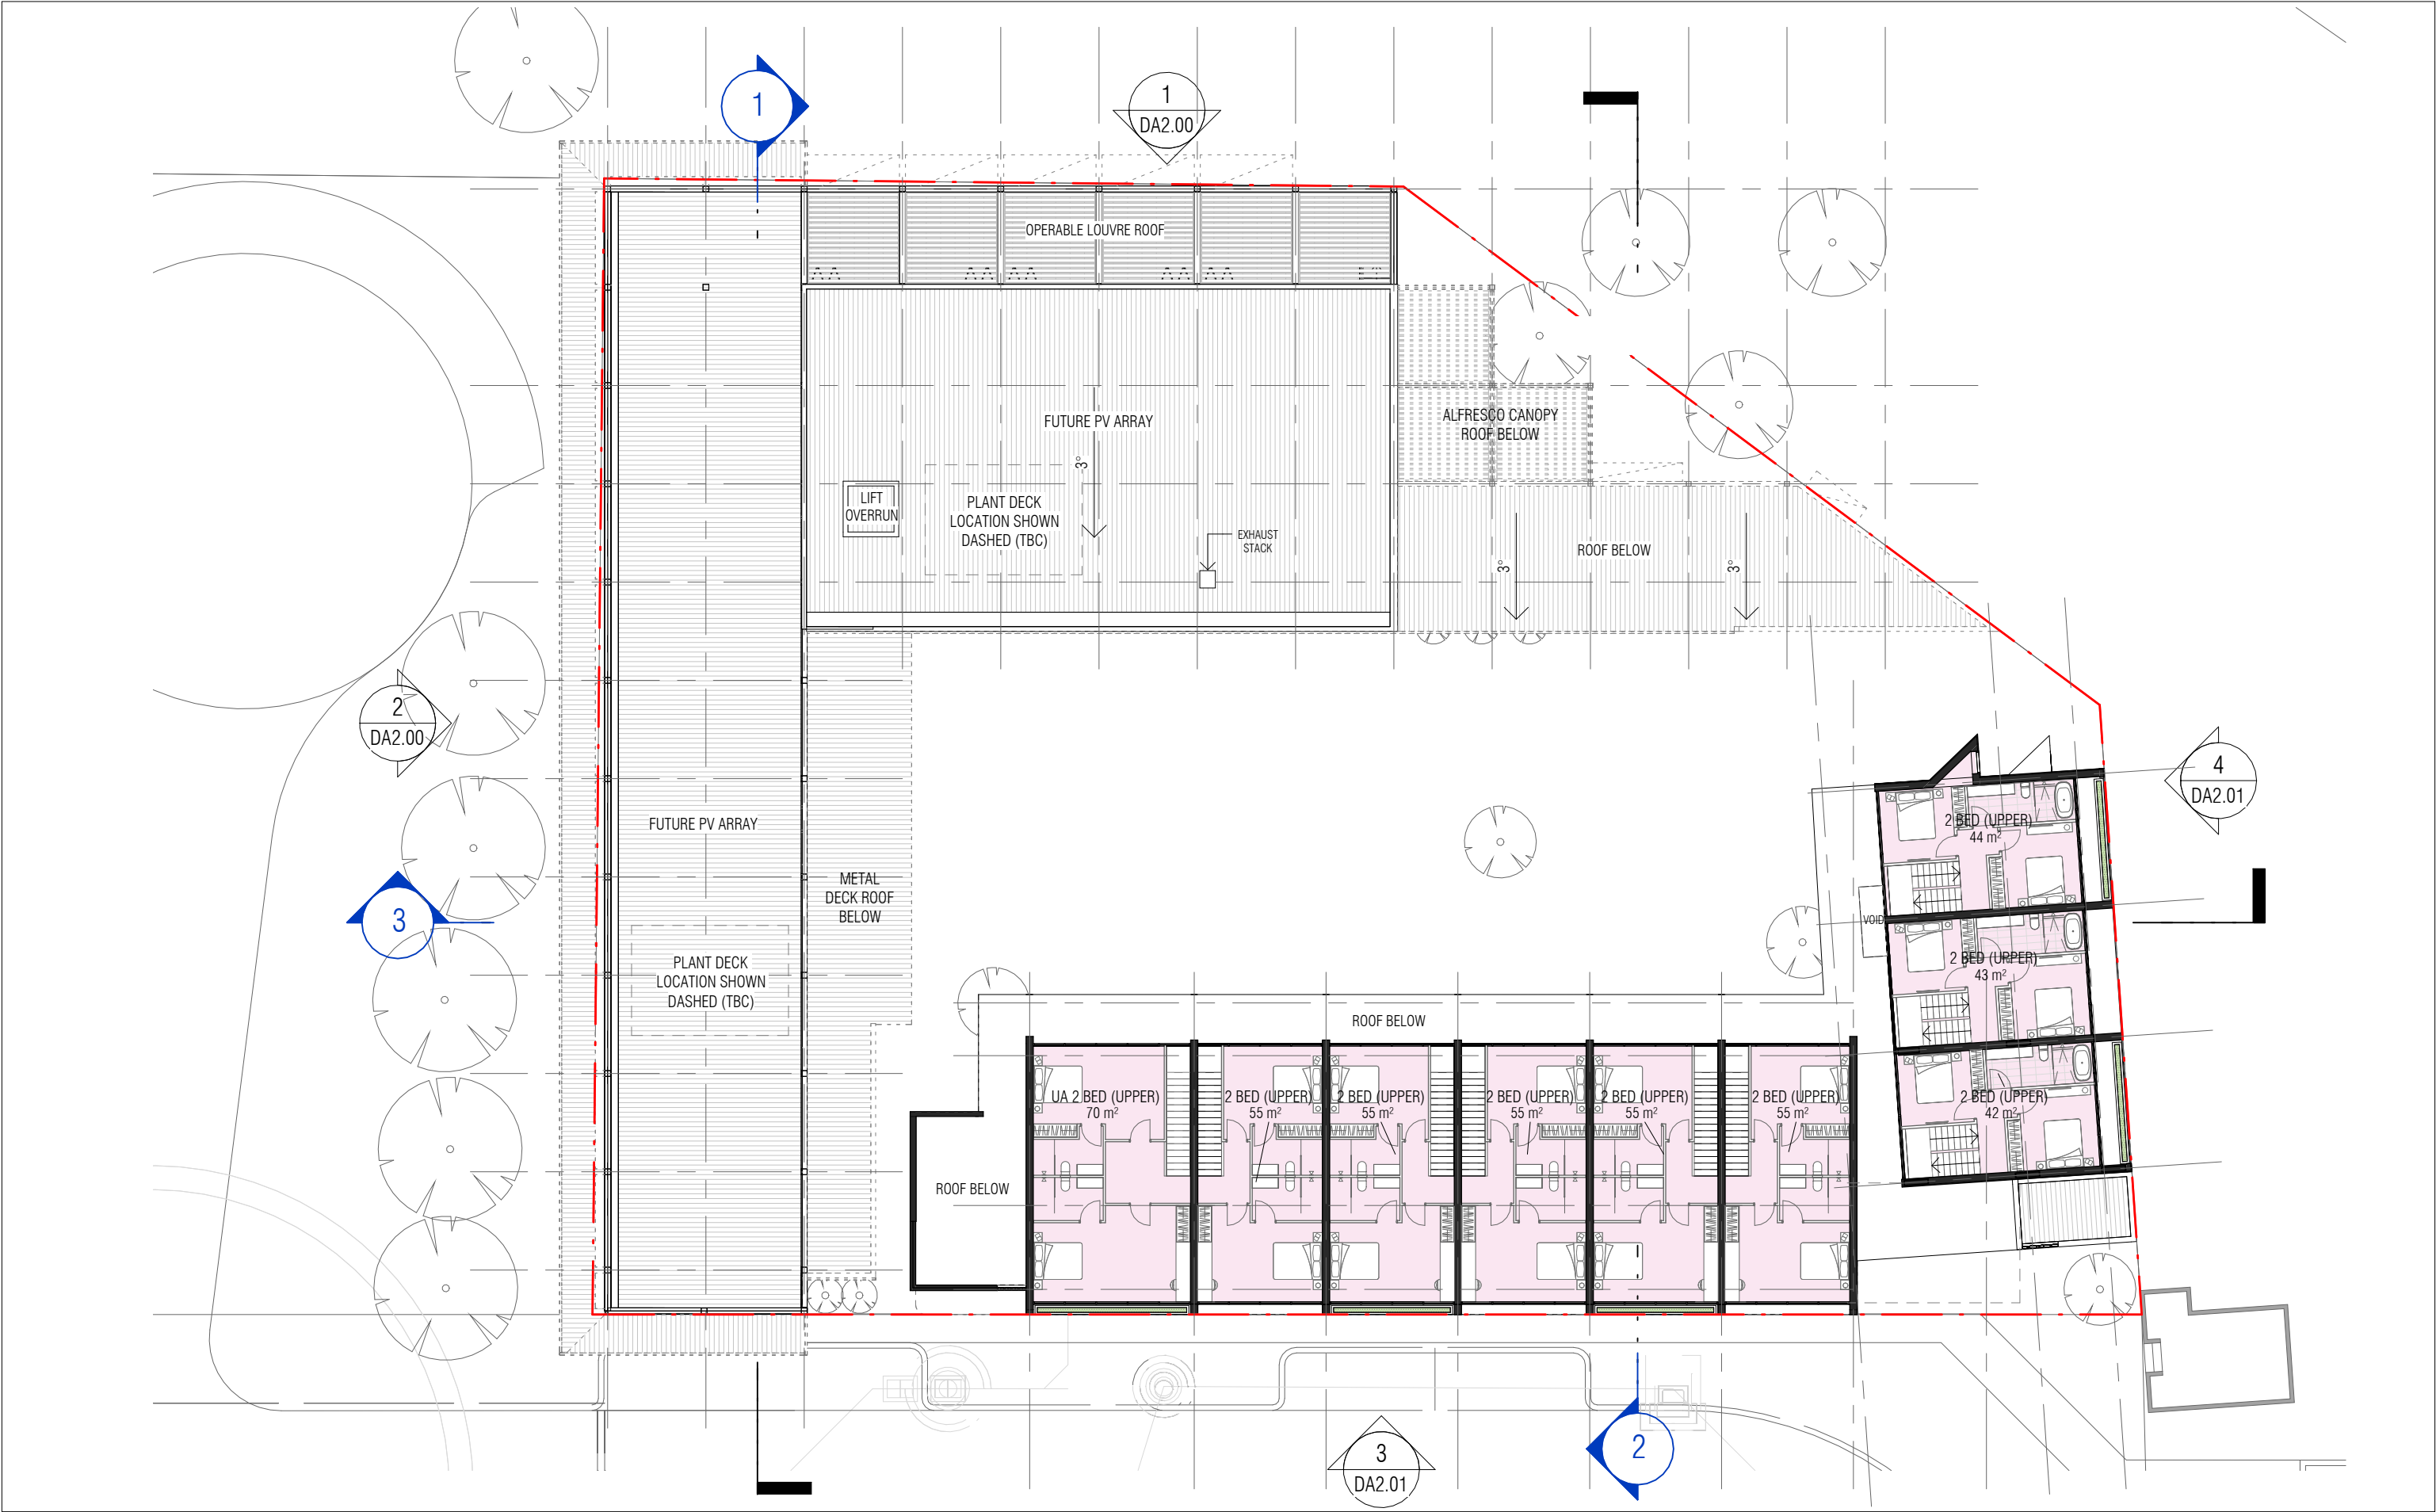 1
1
DA2.00
OPERABLE LOUVRE ROOF
FUTURE PV ARRAY
3°
ALFRESCO CANOPY
ROOF BELOW
LIFT
OVERRUN
PLANT DECK
LOCATION SHOWN
DASHED (TBC)
EXHAUST
STACK
ROOF BELOW
3°
3°
2
DA2.00
4
DA2.01
FUTURE PV ARRAY
2 BED (UPPER)
44 m²
METAL
DECK ROOF
BELOW
3
VOID
2 BED (UPPER)
43 m²
PLANT DECK
LOCATION SHOWN
DASHED (TBC)
ROOF BELOW
UA 2 BED (UPPER)
70 m²
2 BED (UPPER)
55 m²
2 BED (UPPER)
55 m²
2 BED (UPPER)
55 m²
2 BED (UPPER)
55 m²
2 BED (UPPER)
55 m²
2 BED (UPPER)
42 m²
ROOF BELOW
3
DA2.01
2